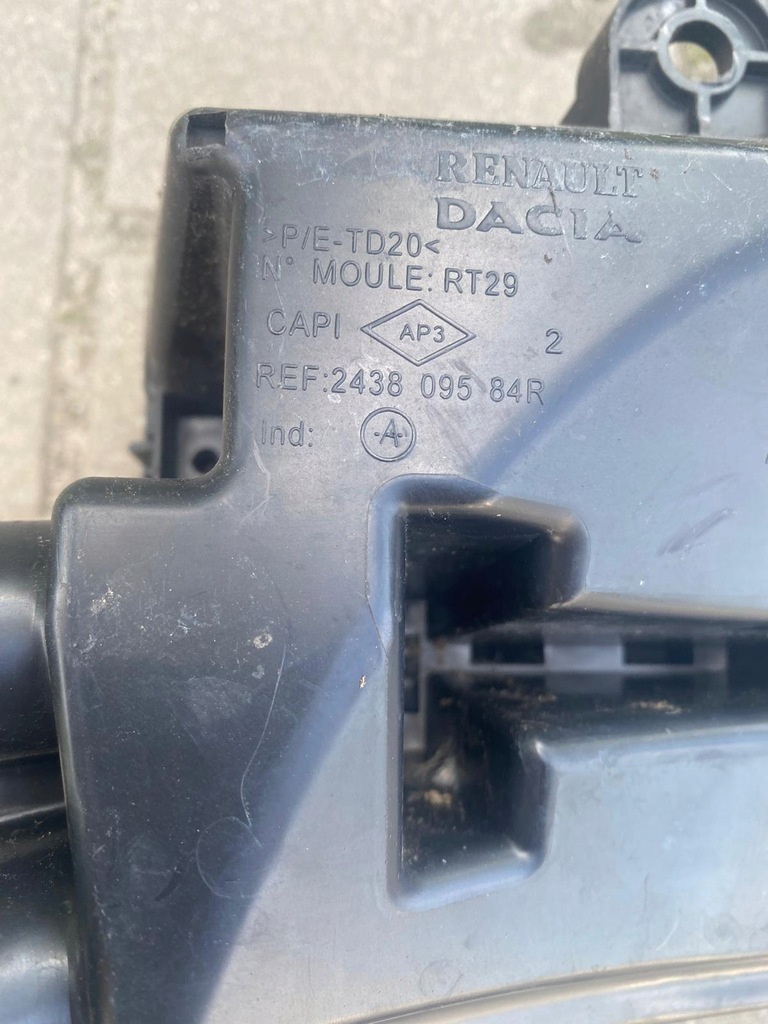 RENAULT
DACIA
>P/E-TD20<
N° MOULE: RT29
CAPI AP3 2
REF:2438 095 84R
Ind: A